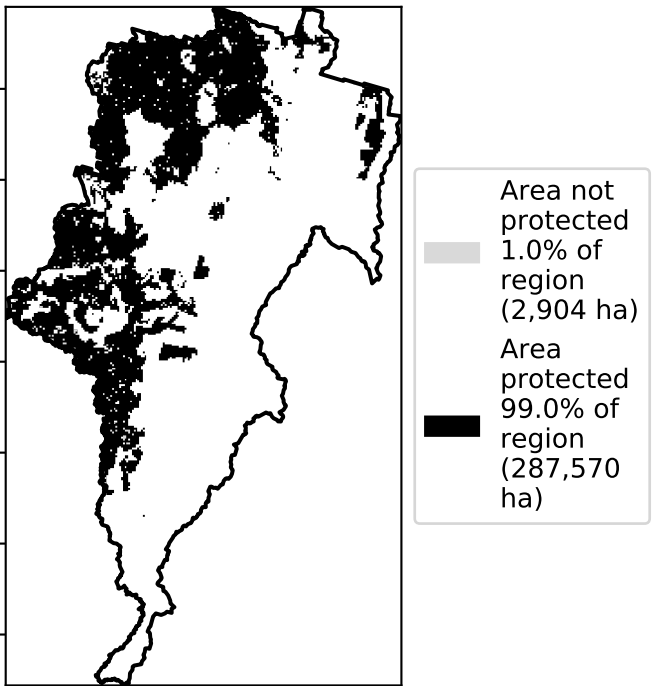 Area not
protected
1.0% of
region
(2,904 ha)
Area
protected
99.0% of
region
(287,570
ha)